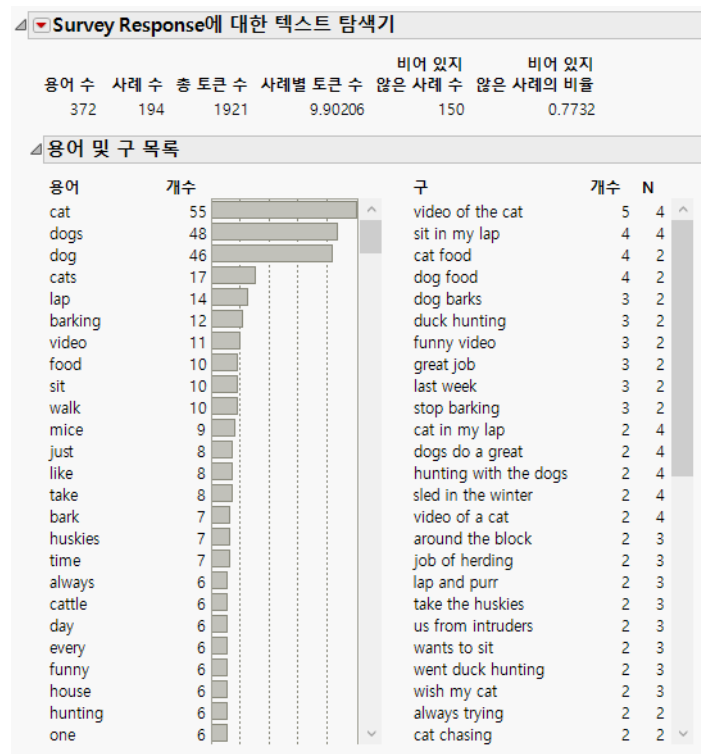 Survey Response에 대한 텍스트 탐색기
비어 있지 비어 있지
용어 수 사례 수 총 토큰 수 사례별 토큰 수 않은 사례 수 않은 사례의 비율
372 194 1921 9.90206 150 0.7732
용어 및 구 목록
용어 개수 구 개수 N
cat 55 video of the cat 5 4
dogs 48 sit in my lap 4 4
dog 46 cat food 4 2
cats 17 dog food 4 2
lap 14 dog barks 3 2
barking 12 duck hunting 3 2
video 11 funny video 3 2
food 10 great job 3 2
sit 10 last week 3 2
walk 10 stop barking 3 2
mice 9 cat in my lap 2 4
just 8 dogs do a great 2 4
like 8 hunting with the dogs 2 4
take 8 sled in the winter 2 4
bark 7 video of a cat 2 4
huskies 7 around the block 2 3
time 7 job of herding 2 3
always 6 lap and purr 2 3
cattle 6 take the huskies 2 3
day 6 us from intruders 2 3
every 6 wants to sit 2 3
funny 6 went duck hunting 2 3
house 6 wish my cat 2 3
hunting 6 always trying 2 2
one 6 cat chasing 2 2